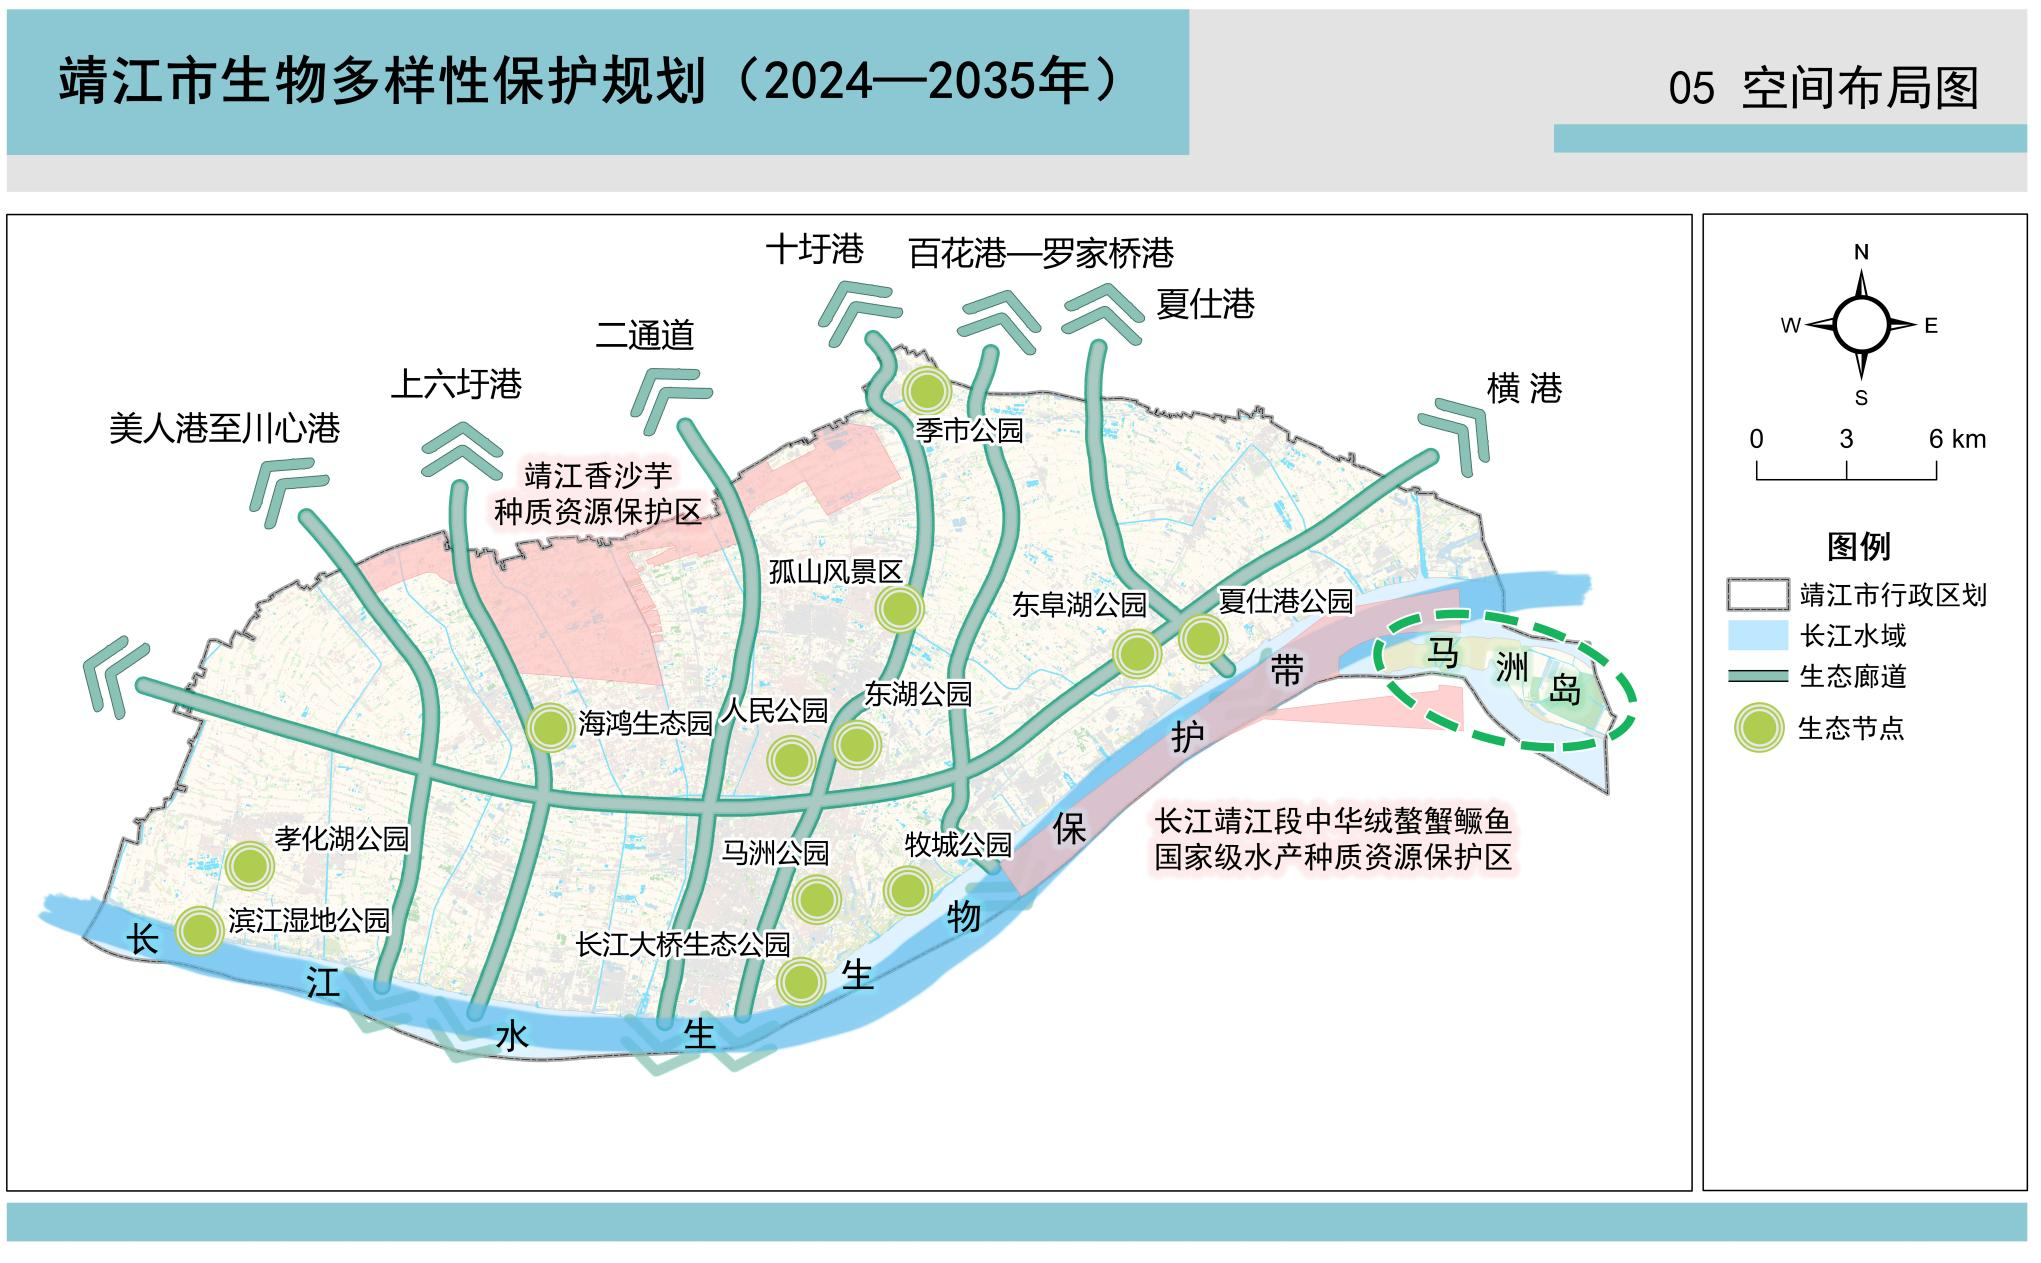 靖江市生物多样性保护规划（2024—2035年）
05 空间布局图
十圩港
百花港—罗家桥港
夏仕港
二通道
上六圩港
横 港
美人港至川心港
季市公园
靖江香沙芋
种质资源保护区
孤山风景区
东阜湖公园
夏仕港公园
马洲岛
东湖公园
人民公园
海鸿生态园
长江靖江段中华绒螯蟹鳜鱼
国家级水产种质资源保护区
孝化湖公园
马洲公园
牧城公园
滨江湿地公园
长江大桥生态公园
长江水生生物保护带
N
W
E
S
0 3 6 km
图例
靖江市行政区划
长江水域
生态廊道
生态节点